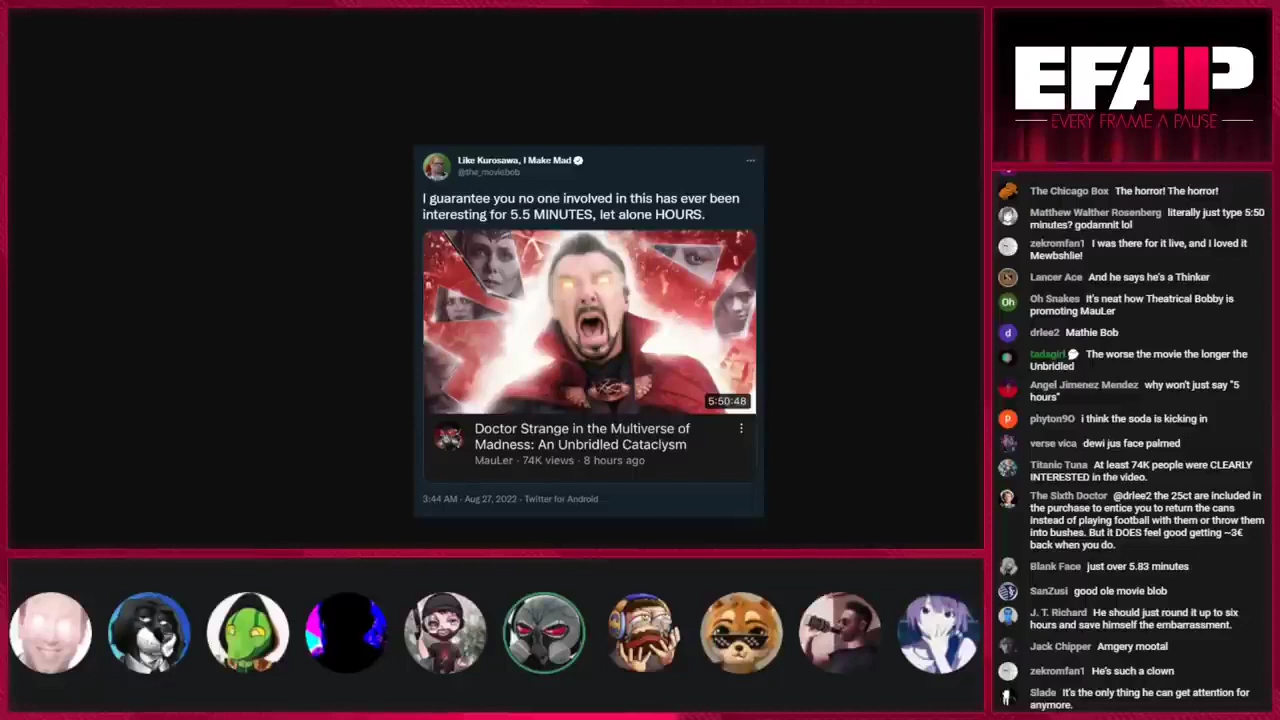 Like Kurosawa, I Make Mad
@the_moviebob
I guarantee you no one involved in this has ever been
interesting for 5.5 MINUTES, let alone HOURS.
5:50:48
Doctor Strange in the Multiverse of
Madness: An Unbridled Cataclysm
MauLer · 74K views · 8 hours ago
3:44 AM · Aug 27, 2022 · Twitter for Android
EFAP
EVERY FRAME A PAUSE
The Chicago Box The horror! The horror!
Matthew Walther Rosenberg literally just type 5:50
minutes? godamnit lol
zekromfan1 I was there for it live, and I loved it
Mewbshlie!
Lancer Ace And he says he's a Thinker
Oh
Oh Snakes It's neat how Theatrical Bobby is
promoting MauLer
d
drlee2 Mathie Bob
tadsgirl The worse the movie the longer the
Unbridled
Angel Jimenez Mendez why won't just say "5
hours"
P
phyton90 i think the soda is kicking in
verse vica dewi jus face palmed
Titanic Tuna At least 74K people were CLEARLY
INTERESTED in the video.
The Sixth Doctor @drlee2 the 25ct are included in
the purchase to entice you to return the cans
instead of playing football with them or throw them
into bushes. But it DOES feel good getting ~3€
back when you do.
Blank Face just over 5.83 minutes
SanZusi good ole movie blob
J. T. Richard He should just round it up to six
hours and save himself the embarrassment.
Jack Chipper Amgery mootal
zekromfan1 He's such a clown
Slade It's the only thing he can get attention for
anymore.